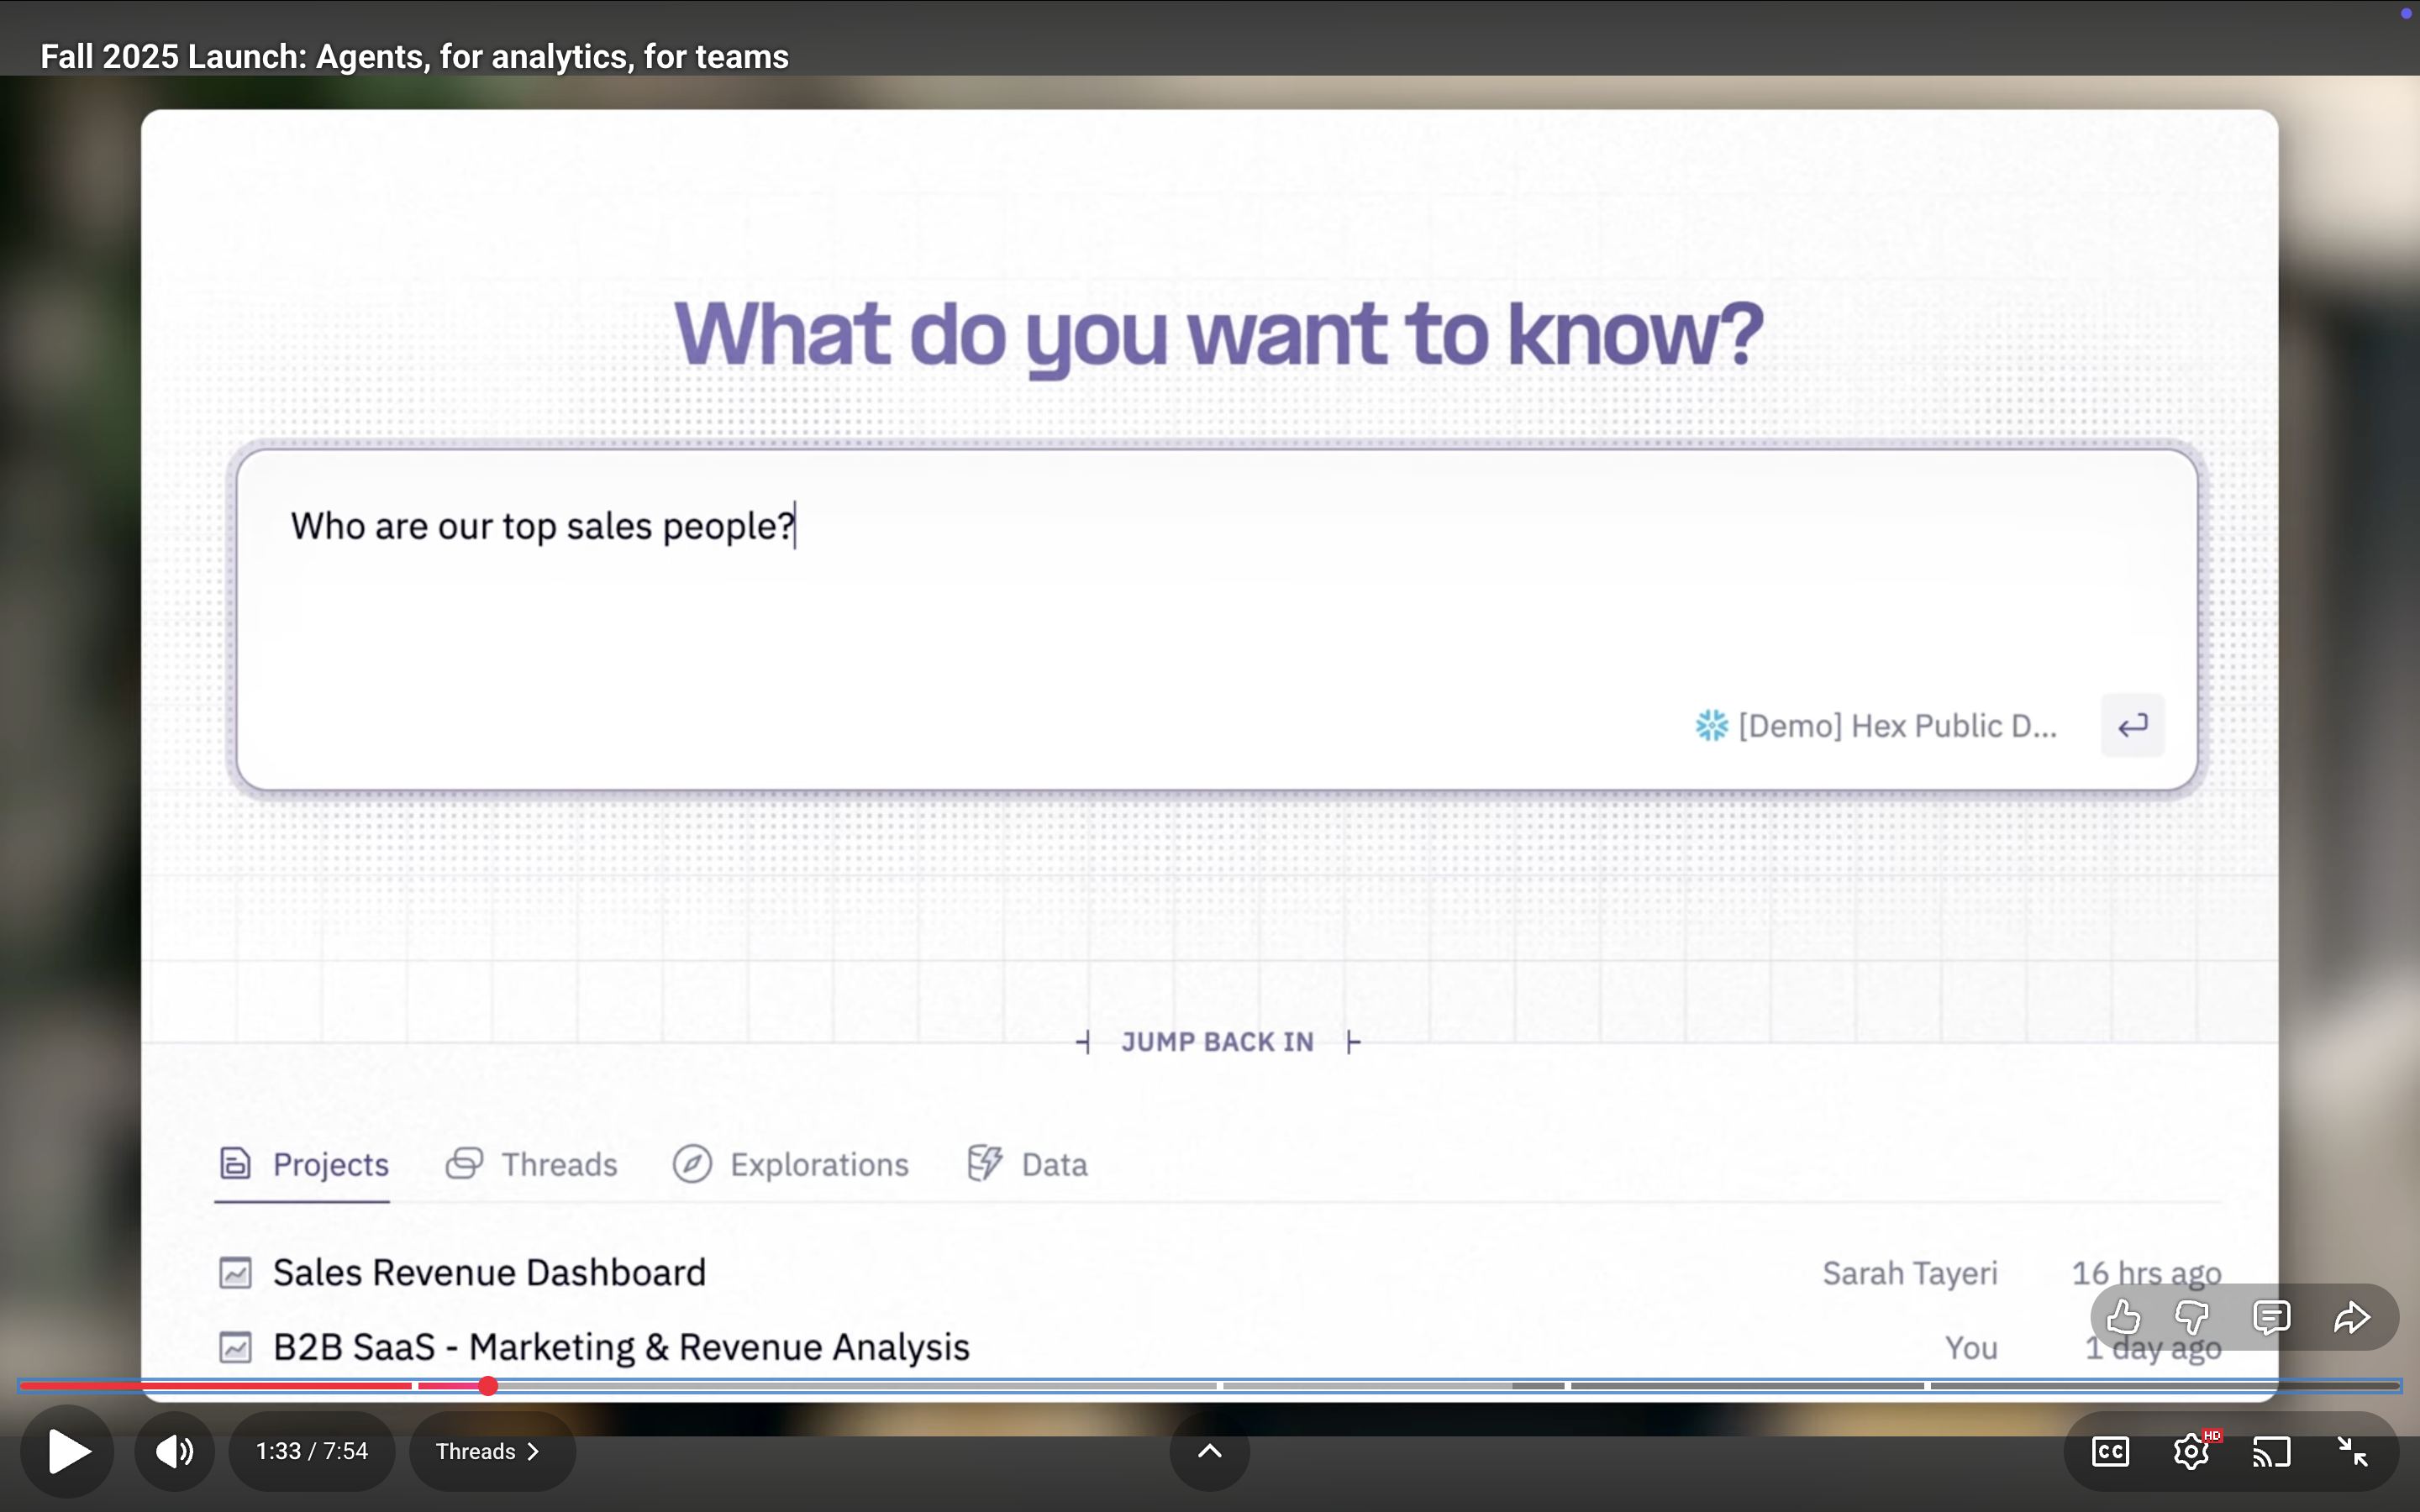 Fall 2025 Launch: Agents, for analytics, for teams
What do you want to know?
Who are our top sales people?
[Demo] Hex Public D...
JUMP BACK IN
Projects Threads Explorations Data
Sales Revenue Dashboard Sarah Tayeri 16 hrs ago
B2B SaaS - Marketing & Revenue Analysis You 1 day ago
1:33 / 7:54 Threads CC HD